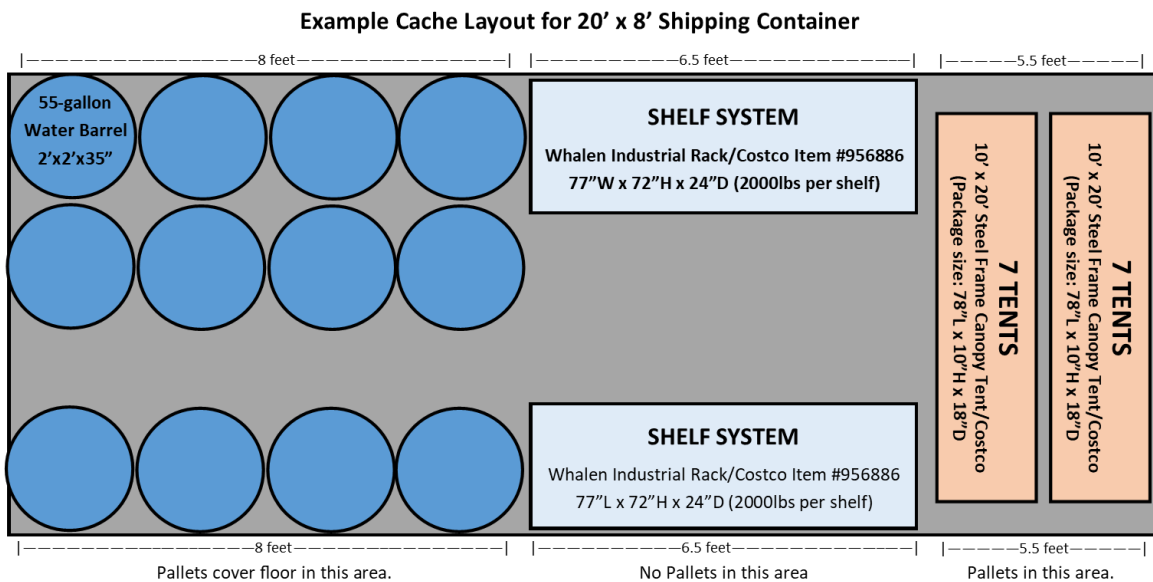 Example Cache Layout for 20’ x 8’ Shipping Container
8 feet
6.5 feet
5.5 feet
55-gallon
Water Barrel
2’x2’x35”
SHELF SYSTEM
Whalen Industrial Rack/Costco Item #956886
77”W x 72”H x 24”D (2000lbs per shelf)
7 TENTS
10’ x 20’ Steel Frame Canopy Tent/Costco
(Package size: 78”L x 10”H x 18”D
7 TENTS
10’ x 20’ Steel Frame Canopy Tent/Costco
(Package size: 78”L x 10”H x 18”D
SHELF SYSTEM
Whalen Industrial Rack/Costco Item #956886
77”L x 72”H x 24”D (2000lbs per shelf)
8 feet
6.5 feet
5.5 feet
Pallets cover floor in this area.
No Pallets in this area
Pallets in this area.